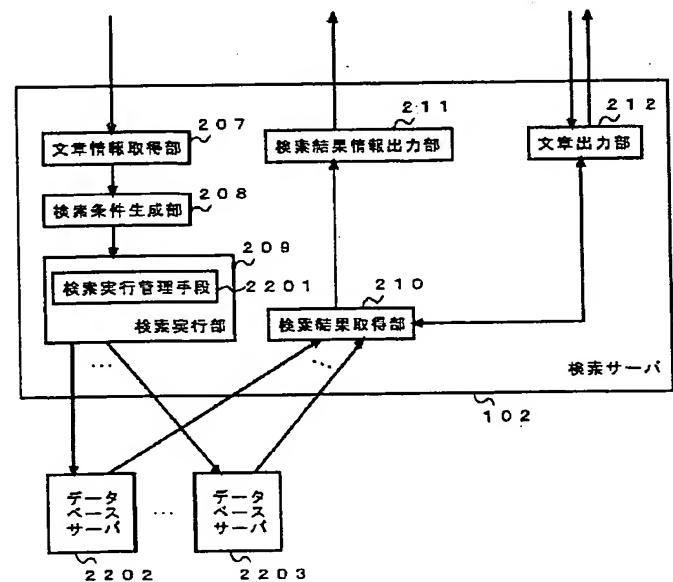 207
文章情報取得部
208
検索条件生成部
209
検索実行管理手段
2201
検索実行部
...
211
検索結果情報出力部
212
文章出力部
210
検索結果取得部
...
検索サーバ
102
データ
ベース
サーバ
2202
...
データ
ベース
サーバ
2203